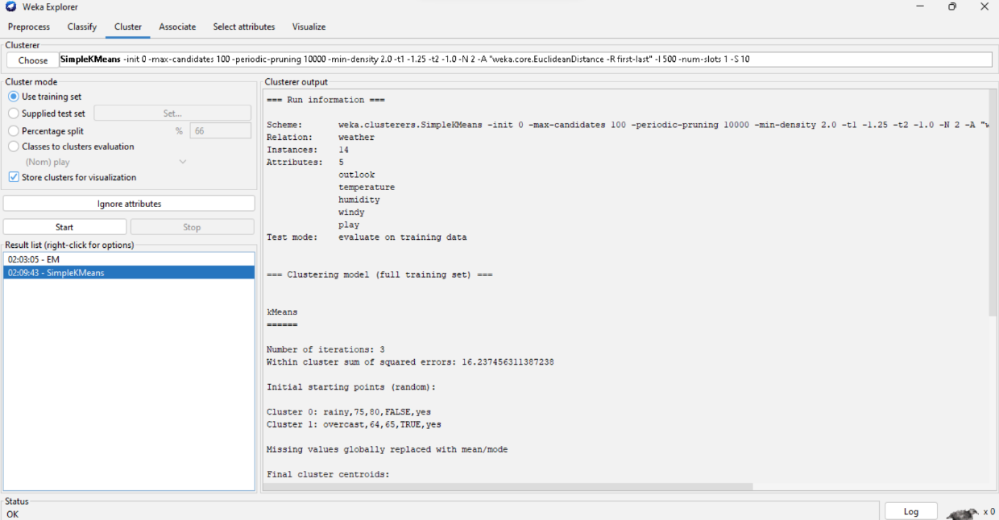 Weka Explorer
Preprocess Classify Cluster Associate Select attributes Visualize
Clusterer
Choose SimpleKMeans -init 0 -max-candidates 100 -periodic-pruning 10000 -min-density 2.0 -t1 -1.25 -t2 -1.0 -N 2 -A "weka.core.EuclideanDistance -R first-last" -I 500 -num-slots 1 -S 10
Cluster mode
Use training set
Supplied test set Set...
Percentage split % 66
Classes to clusters evaluation
(Nom) play
Store clusters for visualization
Ignore attributes
Start Stop
Result list (right-click for options)
02:03:05 - EM
02:09:43 - SimpleKMeans
Clusterer output
=== Run information ===
Scheme: weka.clusterers.SimpleKMeans -init 0 -max-candidates 100 -periodic-pruning 10000 -min-density 2.0 -t1 -1.25 -t2 -1.0 -N 2 -A "w
Relation: weather
Instances: 14
Attributes: 5
outlook
temperature
humidity
windy
play
Test mode: evaluate on training data
=== Clustering model (full training set) ===
kMeans
======
Number of iterations: 3
Within cluster sum of squared errors: 16.237456311387238
Initial starting points (random):
Cluster 0: rainy,75,80,FALSE,yes
Cluster 1: overcast,64,65,TRUE,yes
Missing values globally replaced with mean/mode
Final cluster centroids:
Status
OK
Log x 0